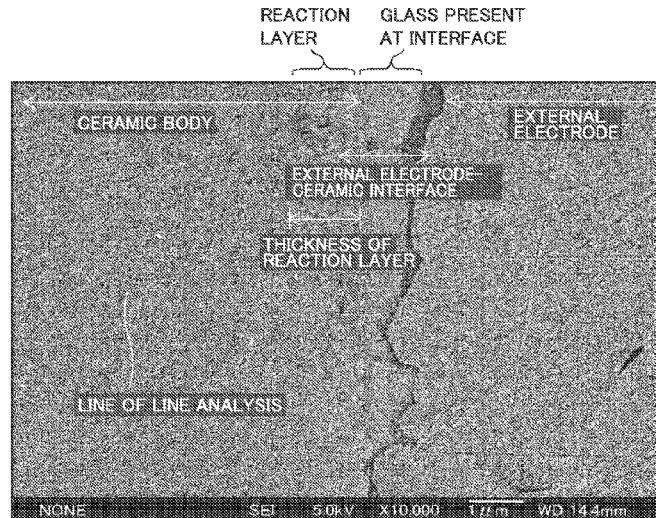 REACTION
LAYER
GLASS PRESENT
AT INTERFACE
CERAMIC BODY
EXTERNAL
ELECTRODE
EXTERNAL ELECTRODE-
CERAMIC INTERFACE
THICKNESS OF
REACTION LAYER
LINE OF LINE ANALYSIS
NONE SEI 5.0kV X10,000 1μm WD 14.4mm